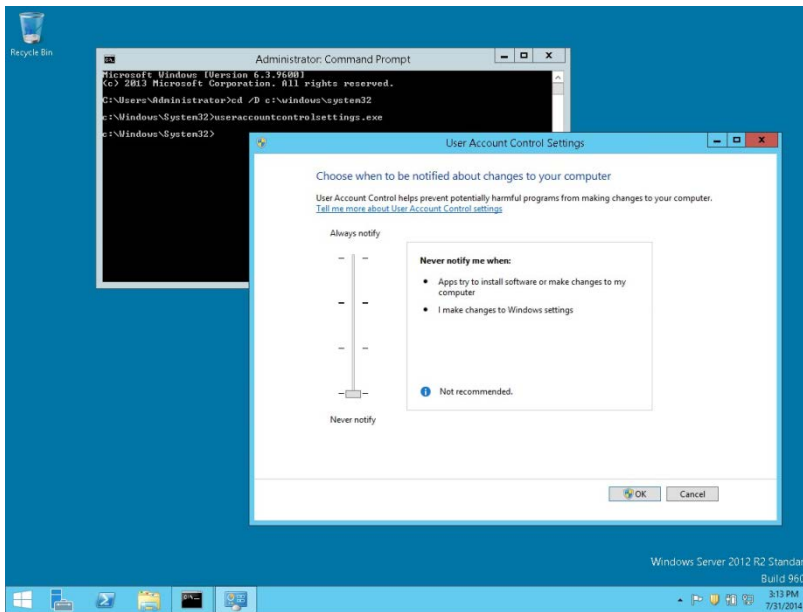 Recycle Bin
Administrator: Command Prompt
Microsoft Windows [Version 6.3.9600]
(c) 2013 Microsoft Corporation. All rights reserved.
C:\Users\Administrator>cd /D c:\windows\system32
c:\Windows\System32>useraccountcontrolsettings.exe
c:\Windows\System32>
User Account Control Settings
Choose when to be notified about changes to your computer
User Account Control helps prevent potentially harmful programs from making changes to your computer.
Tell me more about User Account Control settings
Always notify
Never notify me when:
• Apps try to install software or make changes to my
computer
• I make changes to Windows settings
Not recommended.
Never notify
OK
Cancel
Windows Server 2012 R2 Standar
Build 960
3:13 PM
7/31/2014